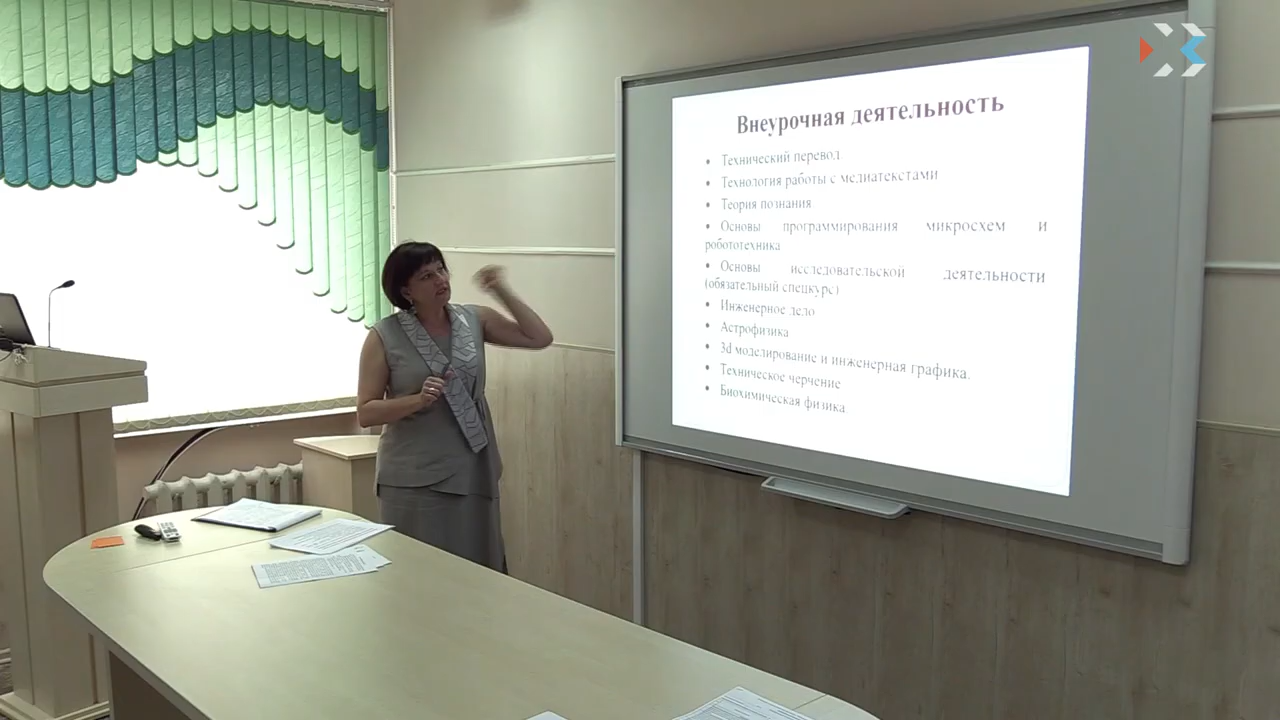 Внеурочная деятельность
• Технический перевод
• Технология работы с медиатекстами
• Теория познания
• Основы программирования микросхем и
робототехника
• Основы исследовательской деятельности
(обязательный спецкурс)
• Инженерное дело
• Астрофизика
• 3d моделирование и инженерная графика.
• Техническое черчение
• Биохимическая физика